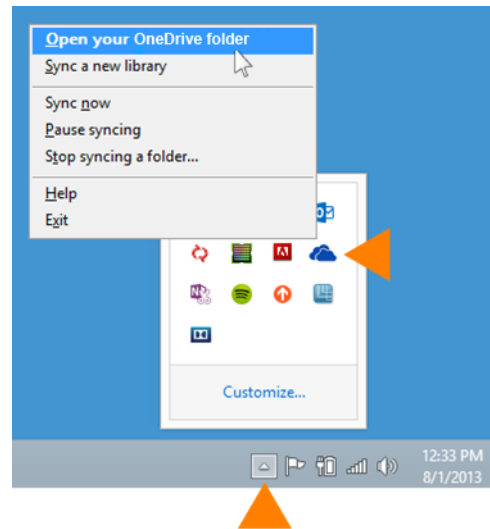 Open your OneDrive folder
Sync a new library
Sync now
Pause syncing
Stop syncing a folder...
Help
Exit
Customize...
12:33 PM
8/1/2013